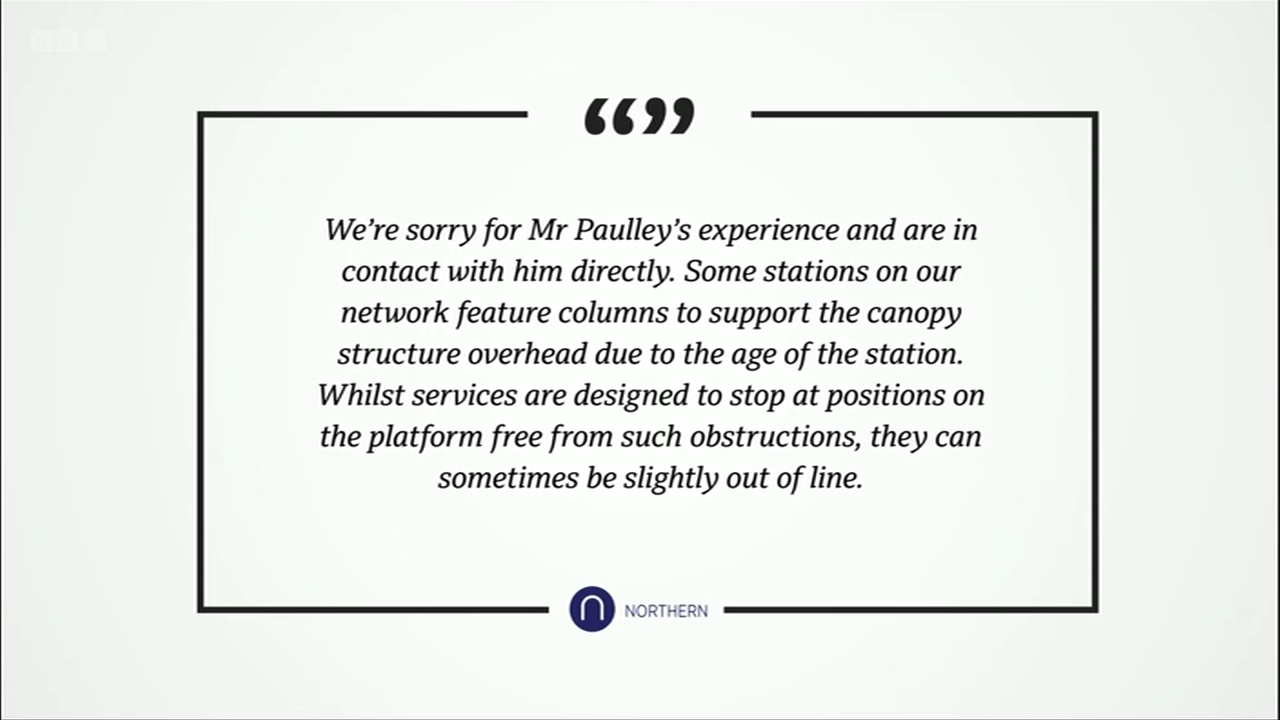 BBC
“”
We’re sorry for Mr Paulley’s experience and are in
contact with him directly. Some stations on our
network feature columns to support the canopy
structure overhead due to the age of the station.
Whilst services are designed to stop at positions on
the platform free from such obstructions, they can
sometimes be slightly out of line.
n NORTHERN